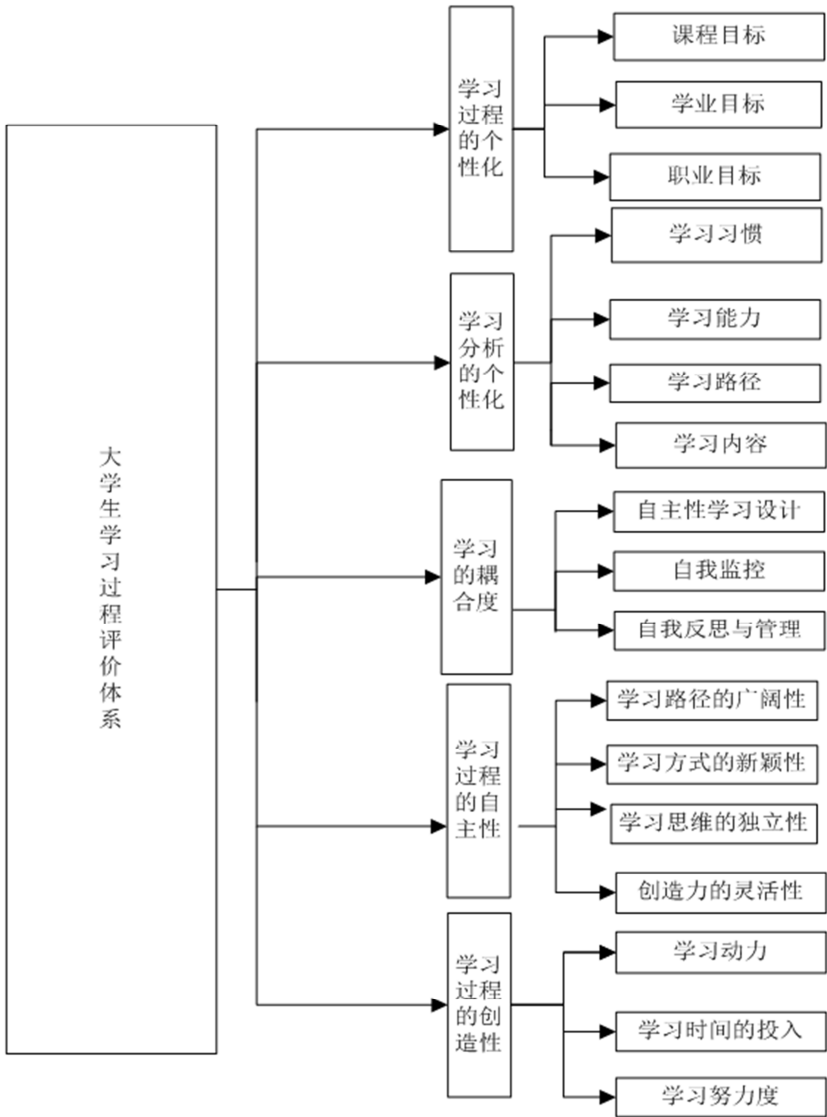 大学生学习过程评价体系
学习
过程
的个
性化
课程目标
学业目标
职业目标
学习
分析
的个
性化
学习习惯
学习能力
学习路径
学习内容
学习
的耦
合度
自主性学习设计
自我监控
自我反思与管理
学习
过程
的自
主性
学习路径的广阔性
学习方式的新颖性
学习思维的独立性
创造力的灵活性
学习
过程
的创
造性
学习动力
学习时间的投入
学习努力度